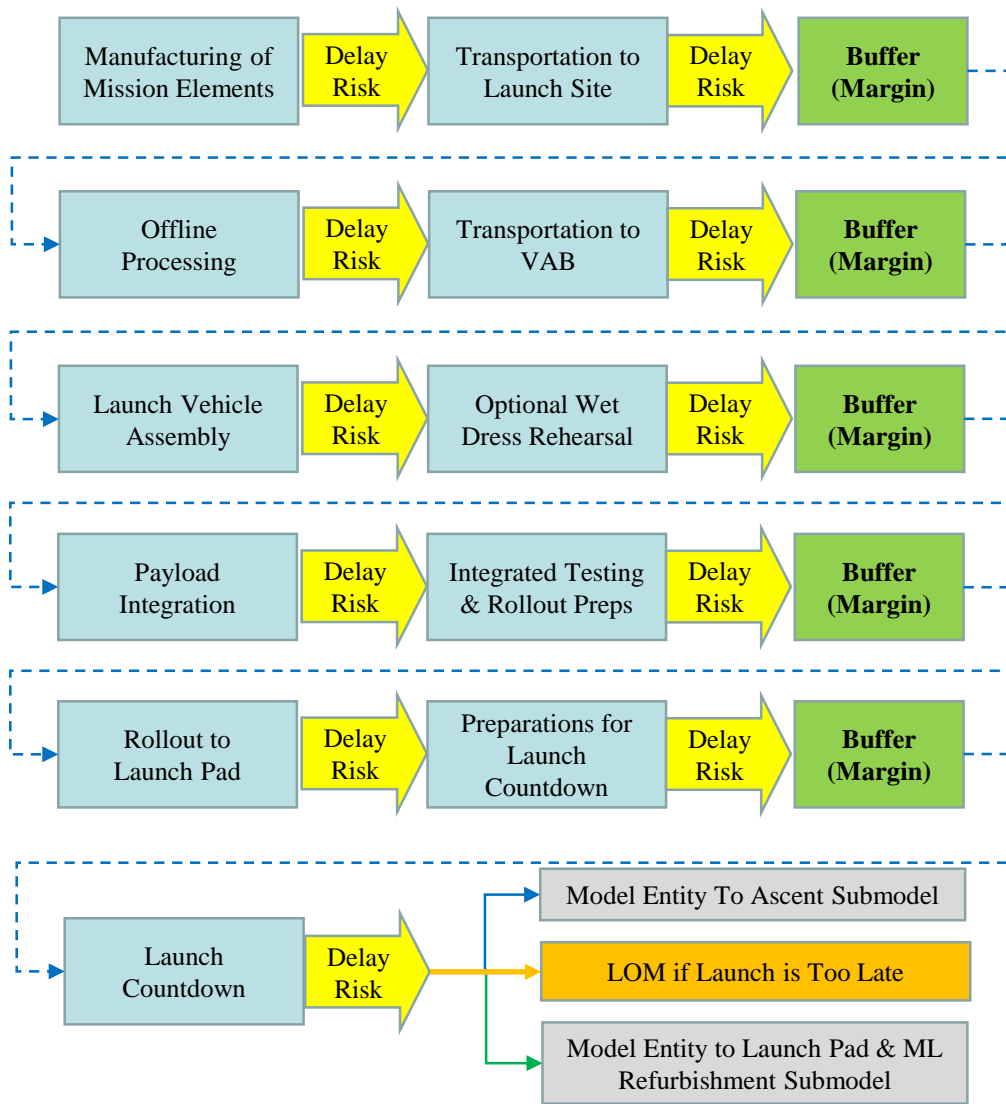 Manufacturing of
Mission Elements
Delay
Risk
Transportation to
Launch Site
Delay
Risk
Buffer
(Margin)
Offline
Processing
Delay
Risk
Transportation to
VAB
Delay
Risk
Buffer
(Margin)
Launch Vehicle
Assembly
Delay
Risk
Optional Wet
Dress Rehearsal
Delay
Risk
Buffer
(Margin)
Payload
Integration
Delay
Risk
Integrated Testing
& Rollout Preps
Delay
Risk
Buffer
(Margin)
Rollout to
Launch Pad
Delay
Risk
Preparations for
Launch
Countdown
Delay
Risk
Buffer
(Margin)
Launch
Countdown
Delay
Risk
Model Entity To Ascent Submodel
LOM if Launch is Too Late
Model Entity to Launch Pad & ML
Refurbishment Submodel